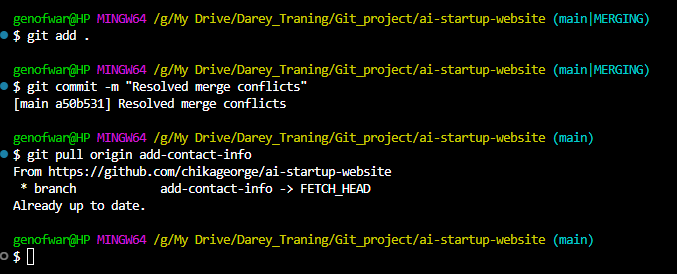 genofwar@HP MINGW64 /g/My Drive/Darey_Traning/Git_project/ai-startup-website (main|MERGING)
$ git add .
genofwar@HP MINGW64 /g/My Drive/Darey_Traning/Git_project/ai-startup-website (main|MERGING)
$ git commit -m "Resolved merge conflicts"
[main a50b531] Resolved merge conflicts
genofwar@HP MINGW64 /g/My Drive/Darey_Traning/Git_project/ai-startup-website (main)
$ git pull origin add-contact-info
From https://github.com/chikageorge/ai-startup-website
 * branch            add-contact-info -> FETCH_HEAD
Already up to date.
genofwar@HP MINGW64 /g/My Drive/Darey_Traning/Git_project/ai-startup-website (main)
$